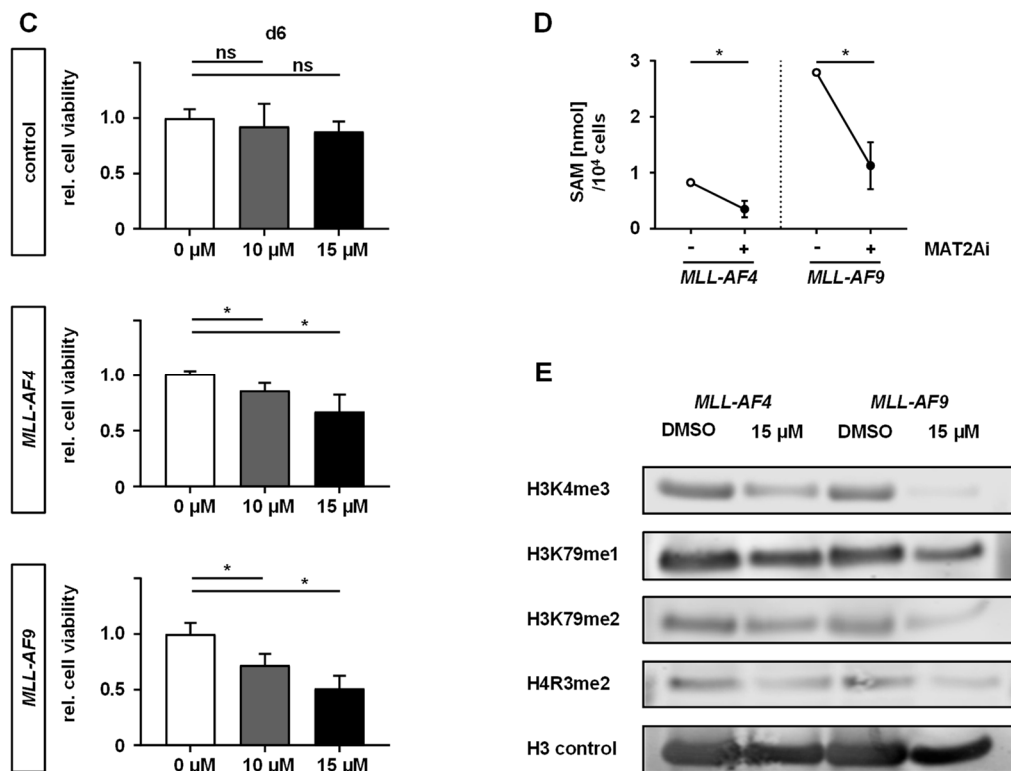 C
d6
control
rel. cell viability
ns
ns
1.0
0.5
0
0 µM 10 µM 15 µM
MLL-AF4
rel. cell viability
*
*
1.0
0.5
0
0 µM 10 µM 15 µM
MLL-AF9
rel. cell viability
*
*
1.0
0.5
0
0 µM 10 µM 15 µM
D
SAM [nmol]
/10⁴ cells
* *
3
2
1
0
- + - + MAT2Ai
MLL-AF4 MLL-AF9
E
MLL-AF4 MLL-AF9
DMSO 15 µM DMSO 15 µM
H3K4me3
H3K79me1
H3K79me2
H4R3me2
H3 control